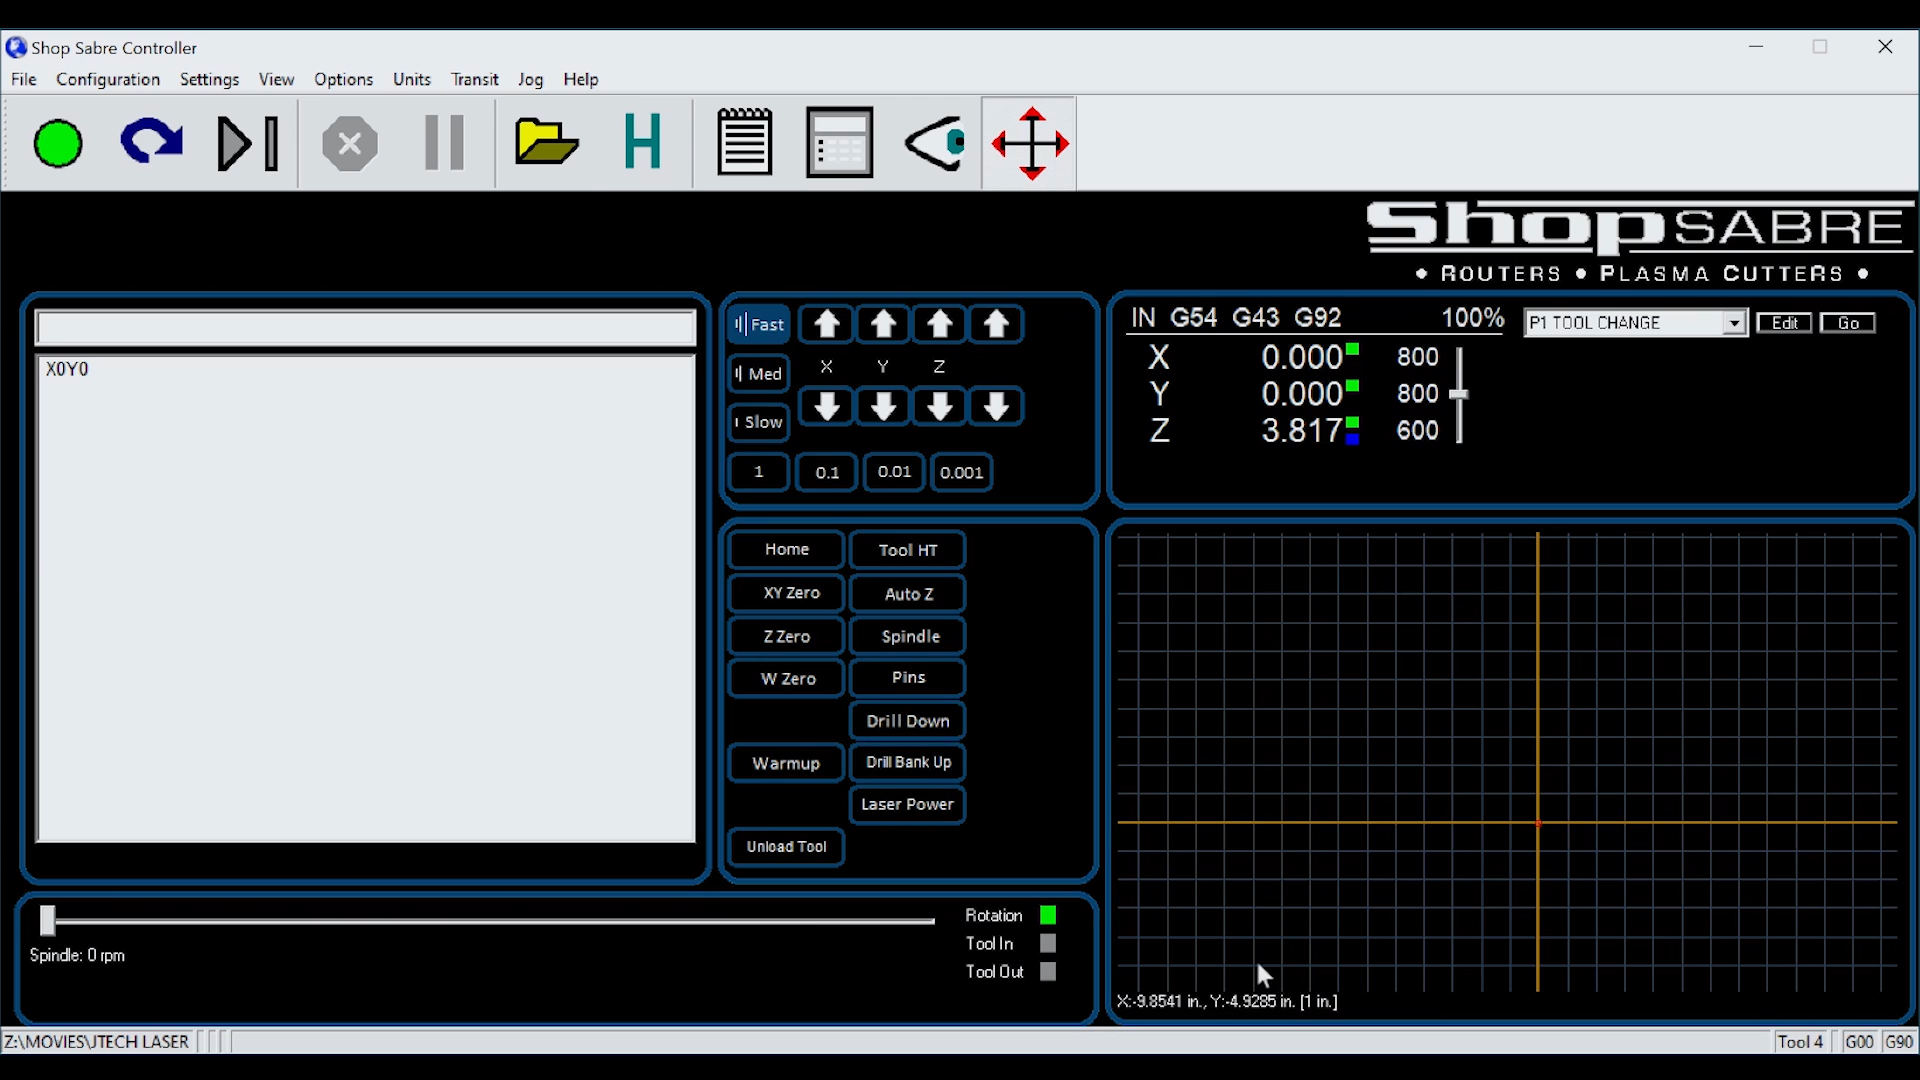 Shop Sabre Controller
File Configuration Settings View Options Units Transit Jog Help
H
Shop SABRE
• ROUTERS • PLASMA CUTTERS •
X0Y0
Fast
Med
Slow
X Y Z
1 0.1 0.01 0.001
IN G54 G43 G92 100%
X 0.000 800
Y 0.000 800
Z 3.817 600
P1 TOOL CHANGE Edit Go
Home Tool HT
XY Zero Auto Z
Z Zero Spindle
W Zero Pins
Drill Down
Warmup Drill Bank Up
Laser Power
Unload Tool
Spindle: 0 rpm
Rotation
Tool In
Tool Out
X:-9.8541 in., Y:-4.9285 in. [1 in.]
Z:\MOVIES\JTECH LASER Tool 4 G00 G90